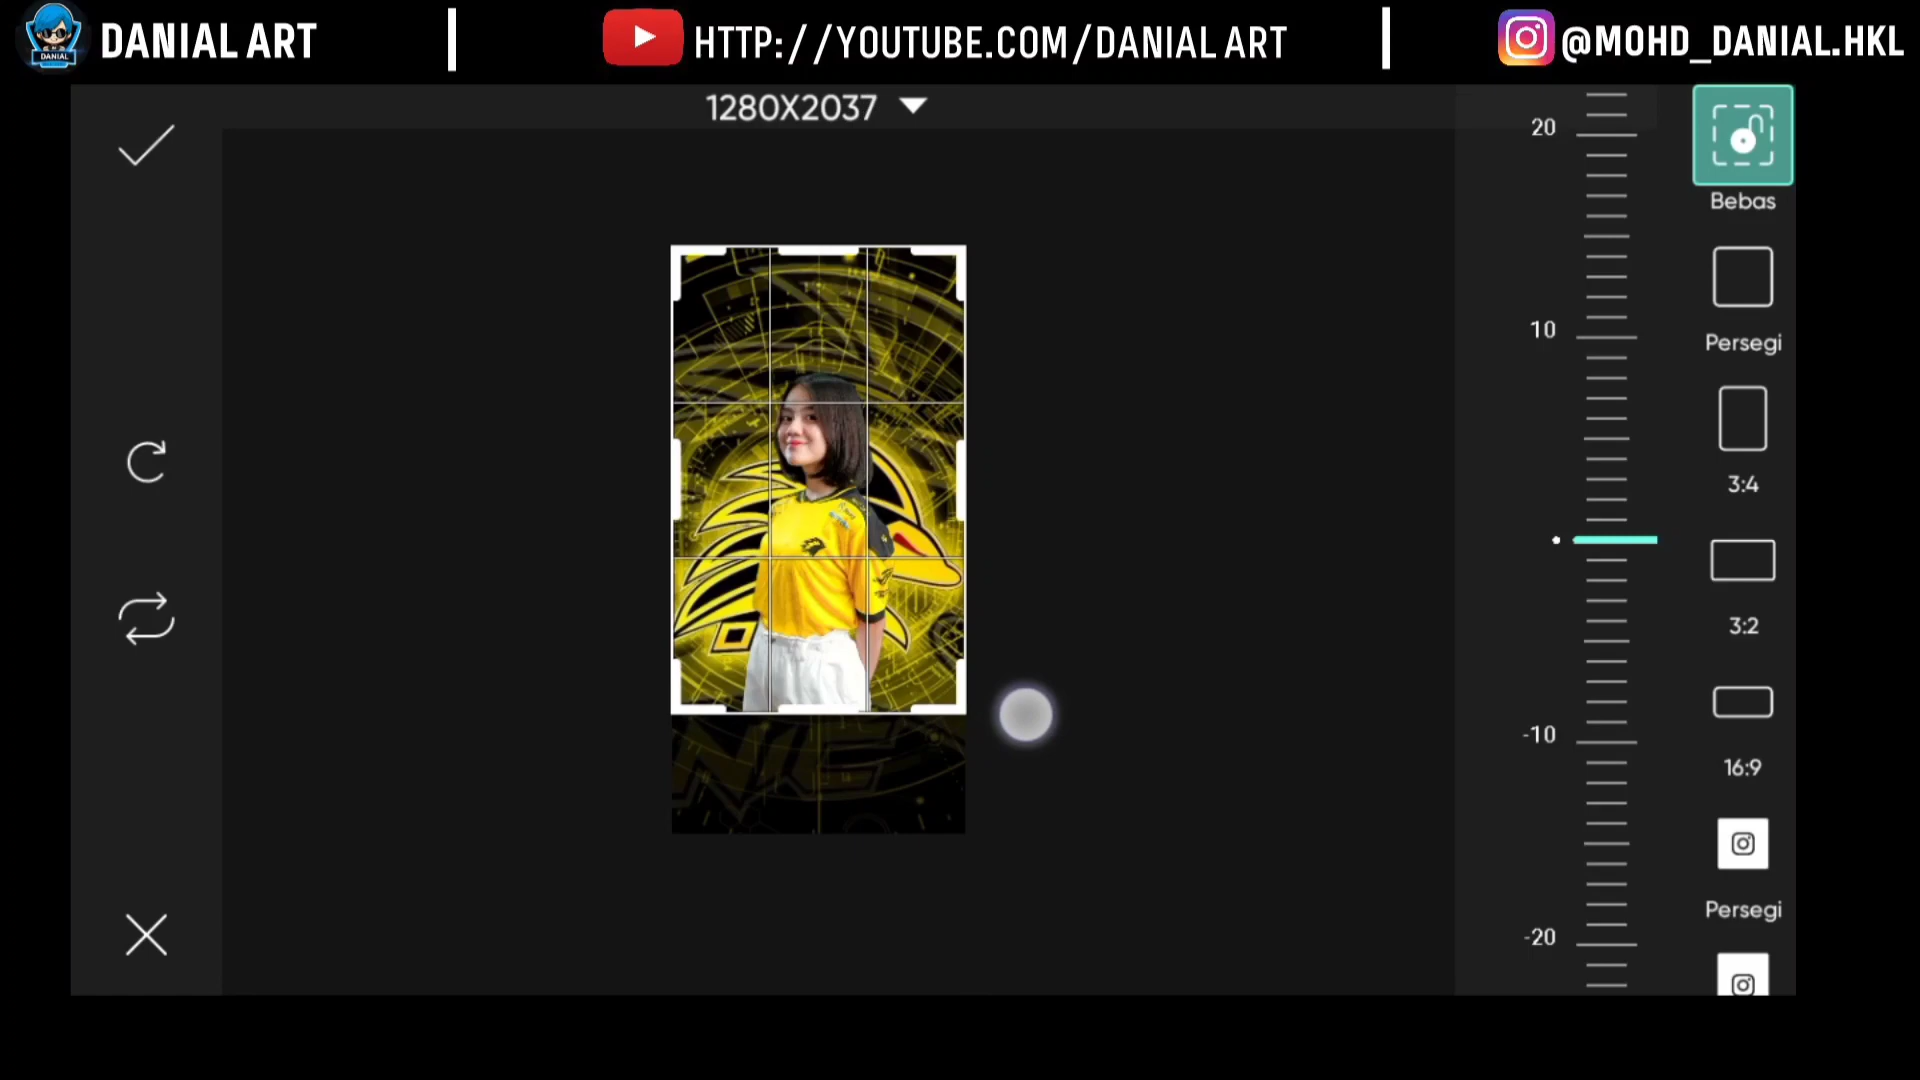 DANIAL ART
DANIAL
HTTP://YOUTUBE.COM/DANIAL ART
@MOHD_DANIAL.HKL
1280X2037
20
10
-10
-20
Bebas
Persegi
3:4
3:2
16:9
Persegi